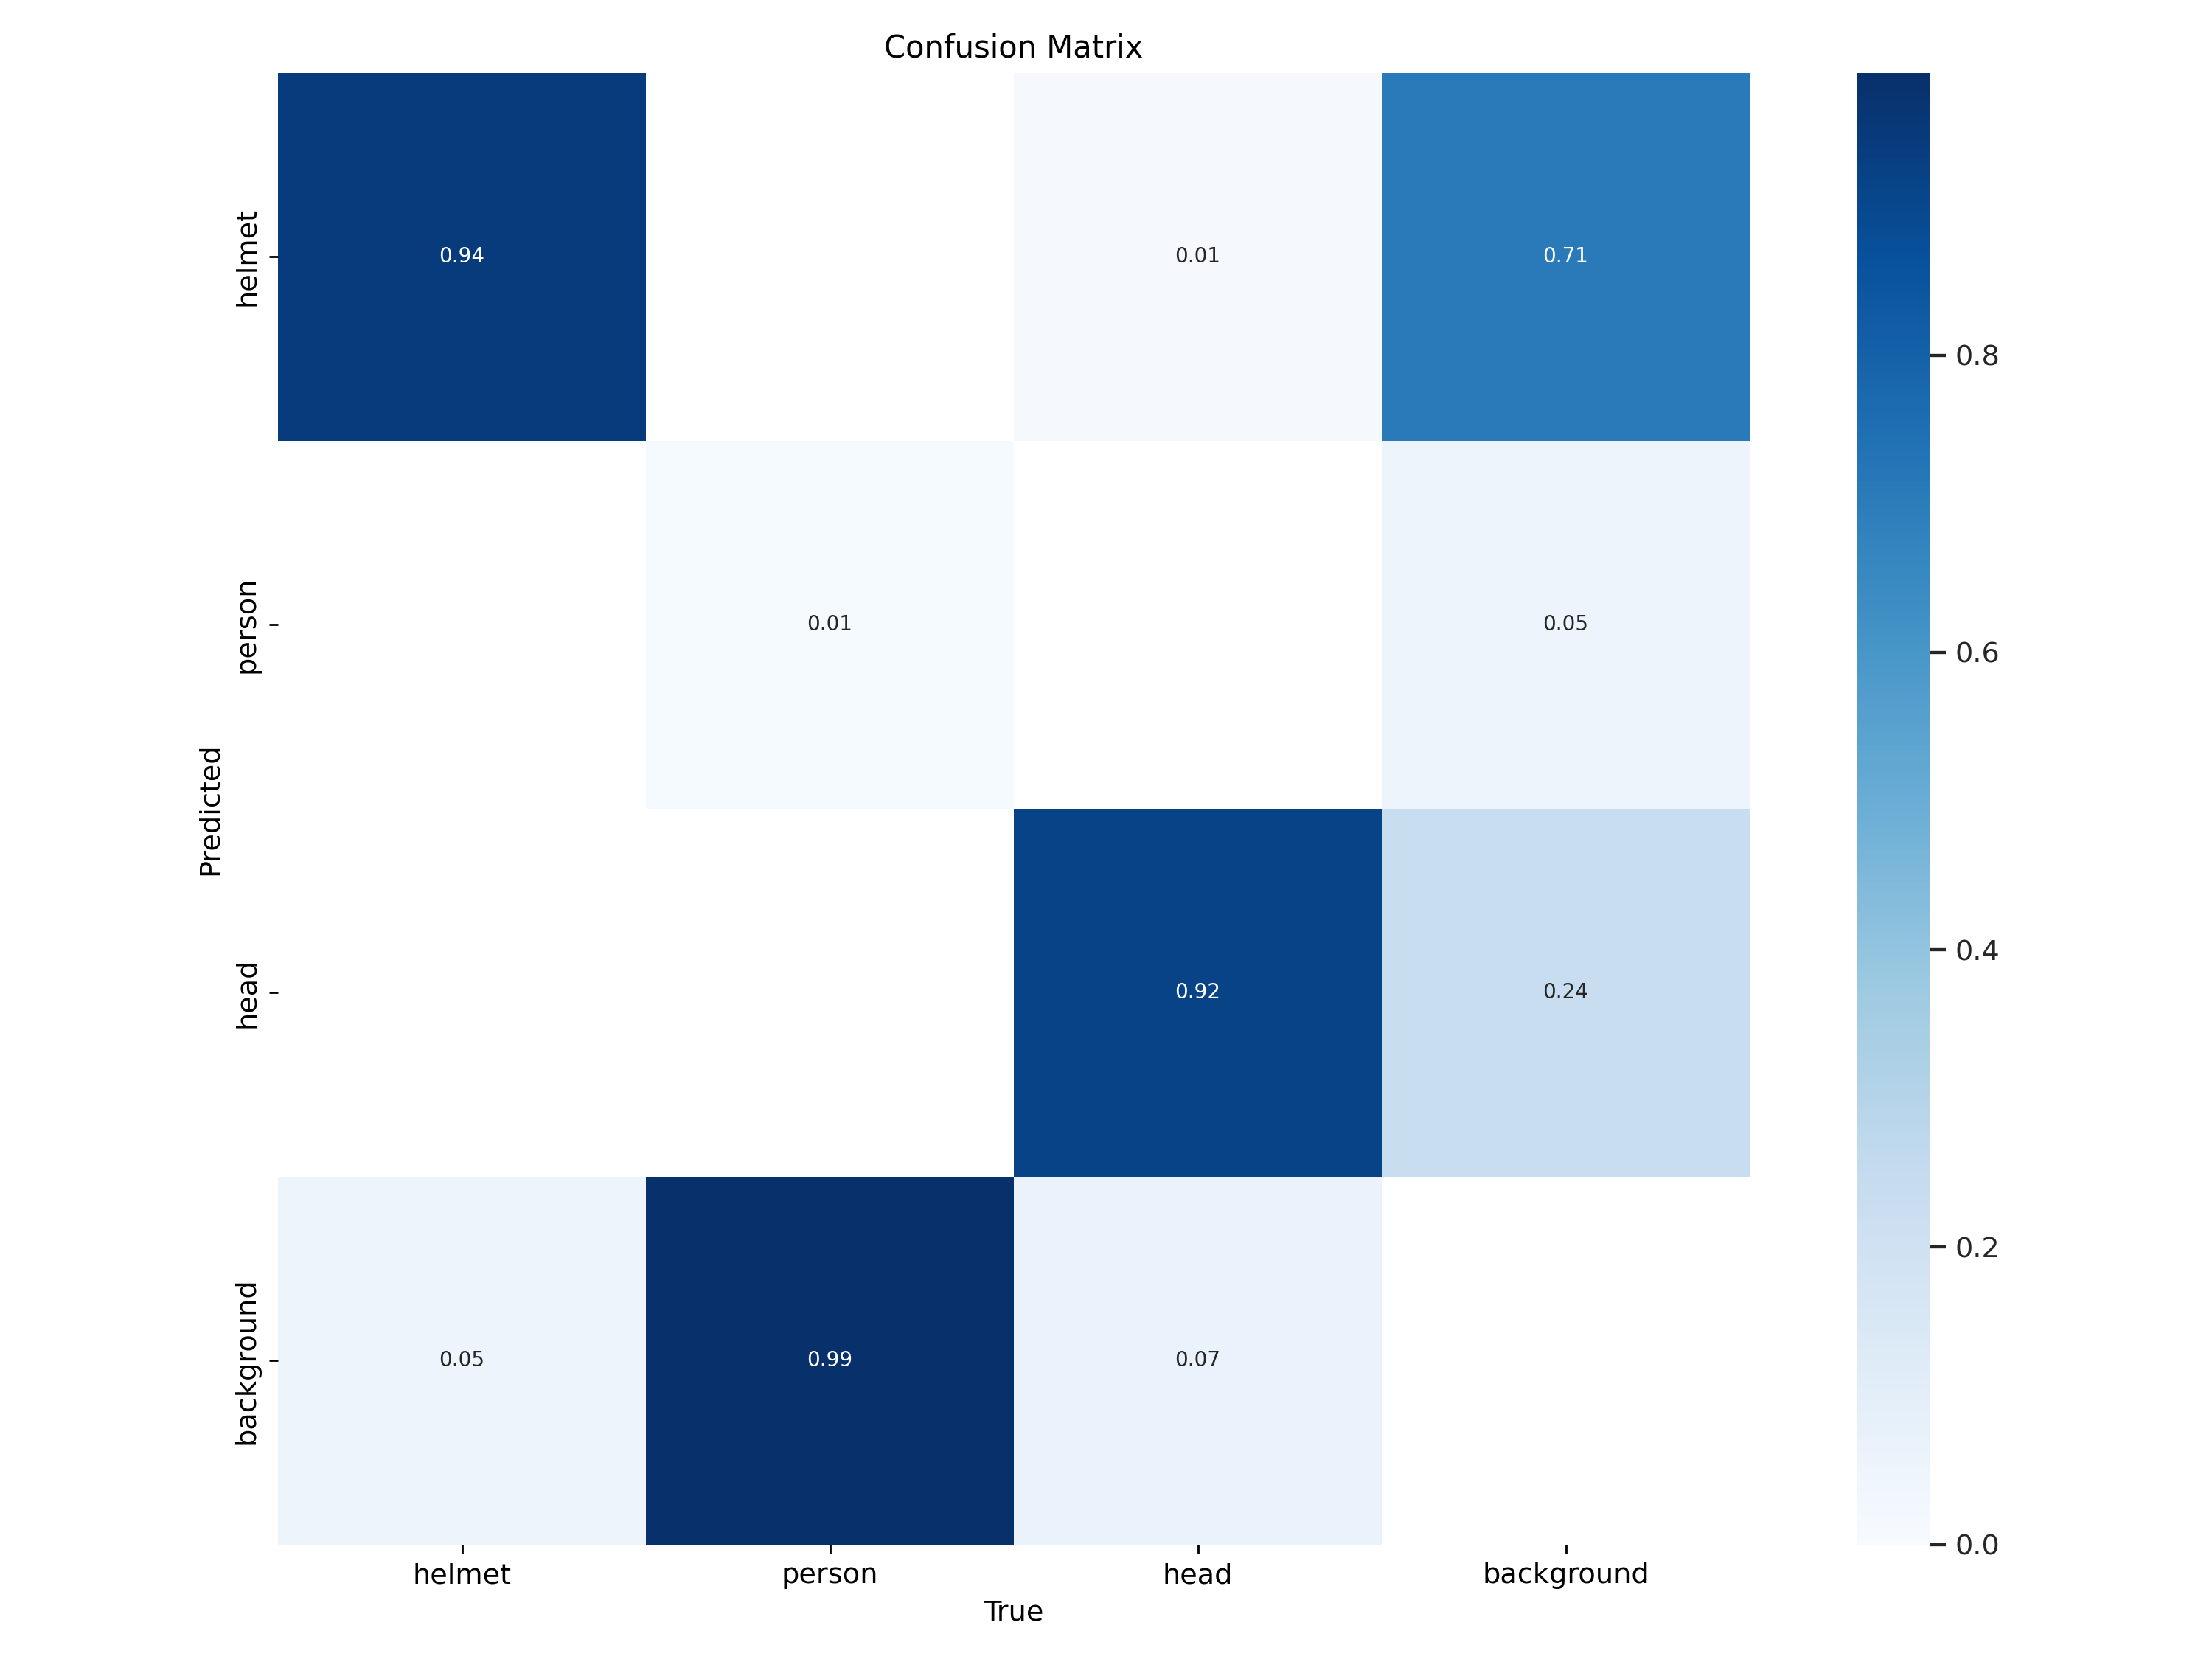 Confusion Matrix
helmet
0.94
0.01
0.71
person
0.01
0.05
head
0.92
0.24
background
0.05
0.99
0.07
Predicted
helmet
person
head
background
True
0.8
0.6
0.4
0.2
0.0